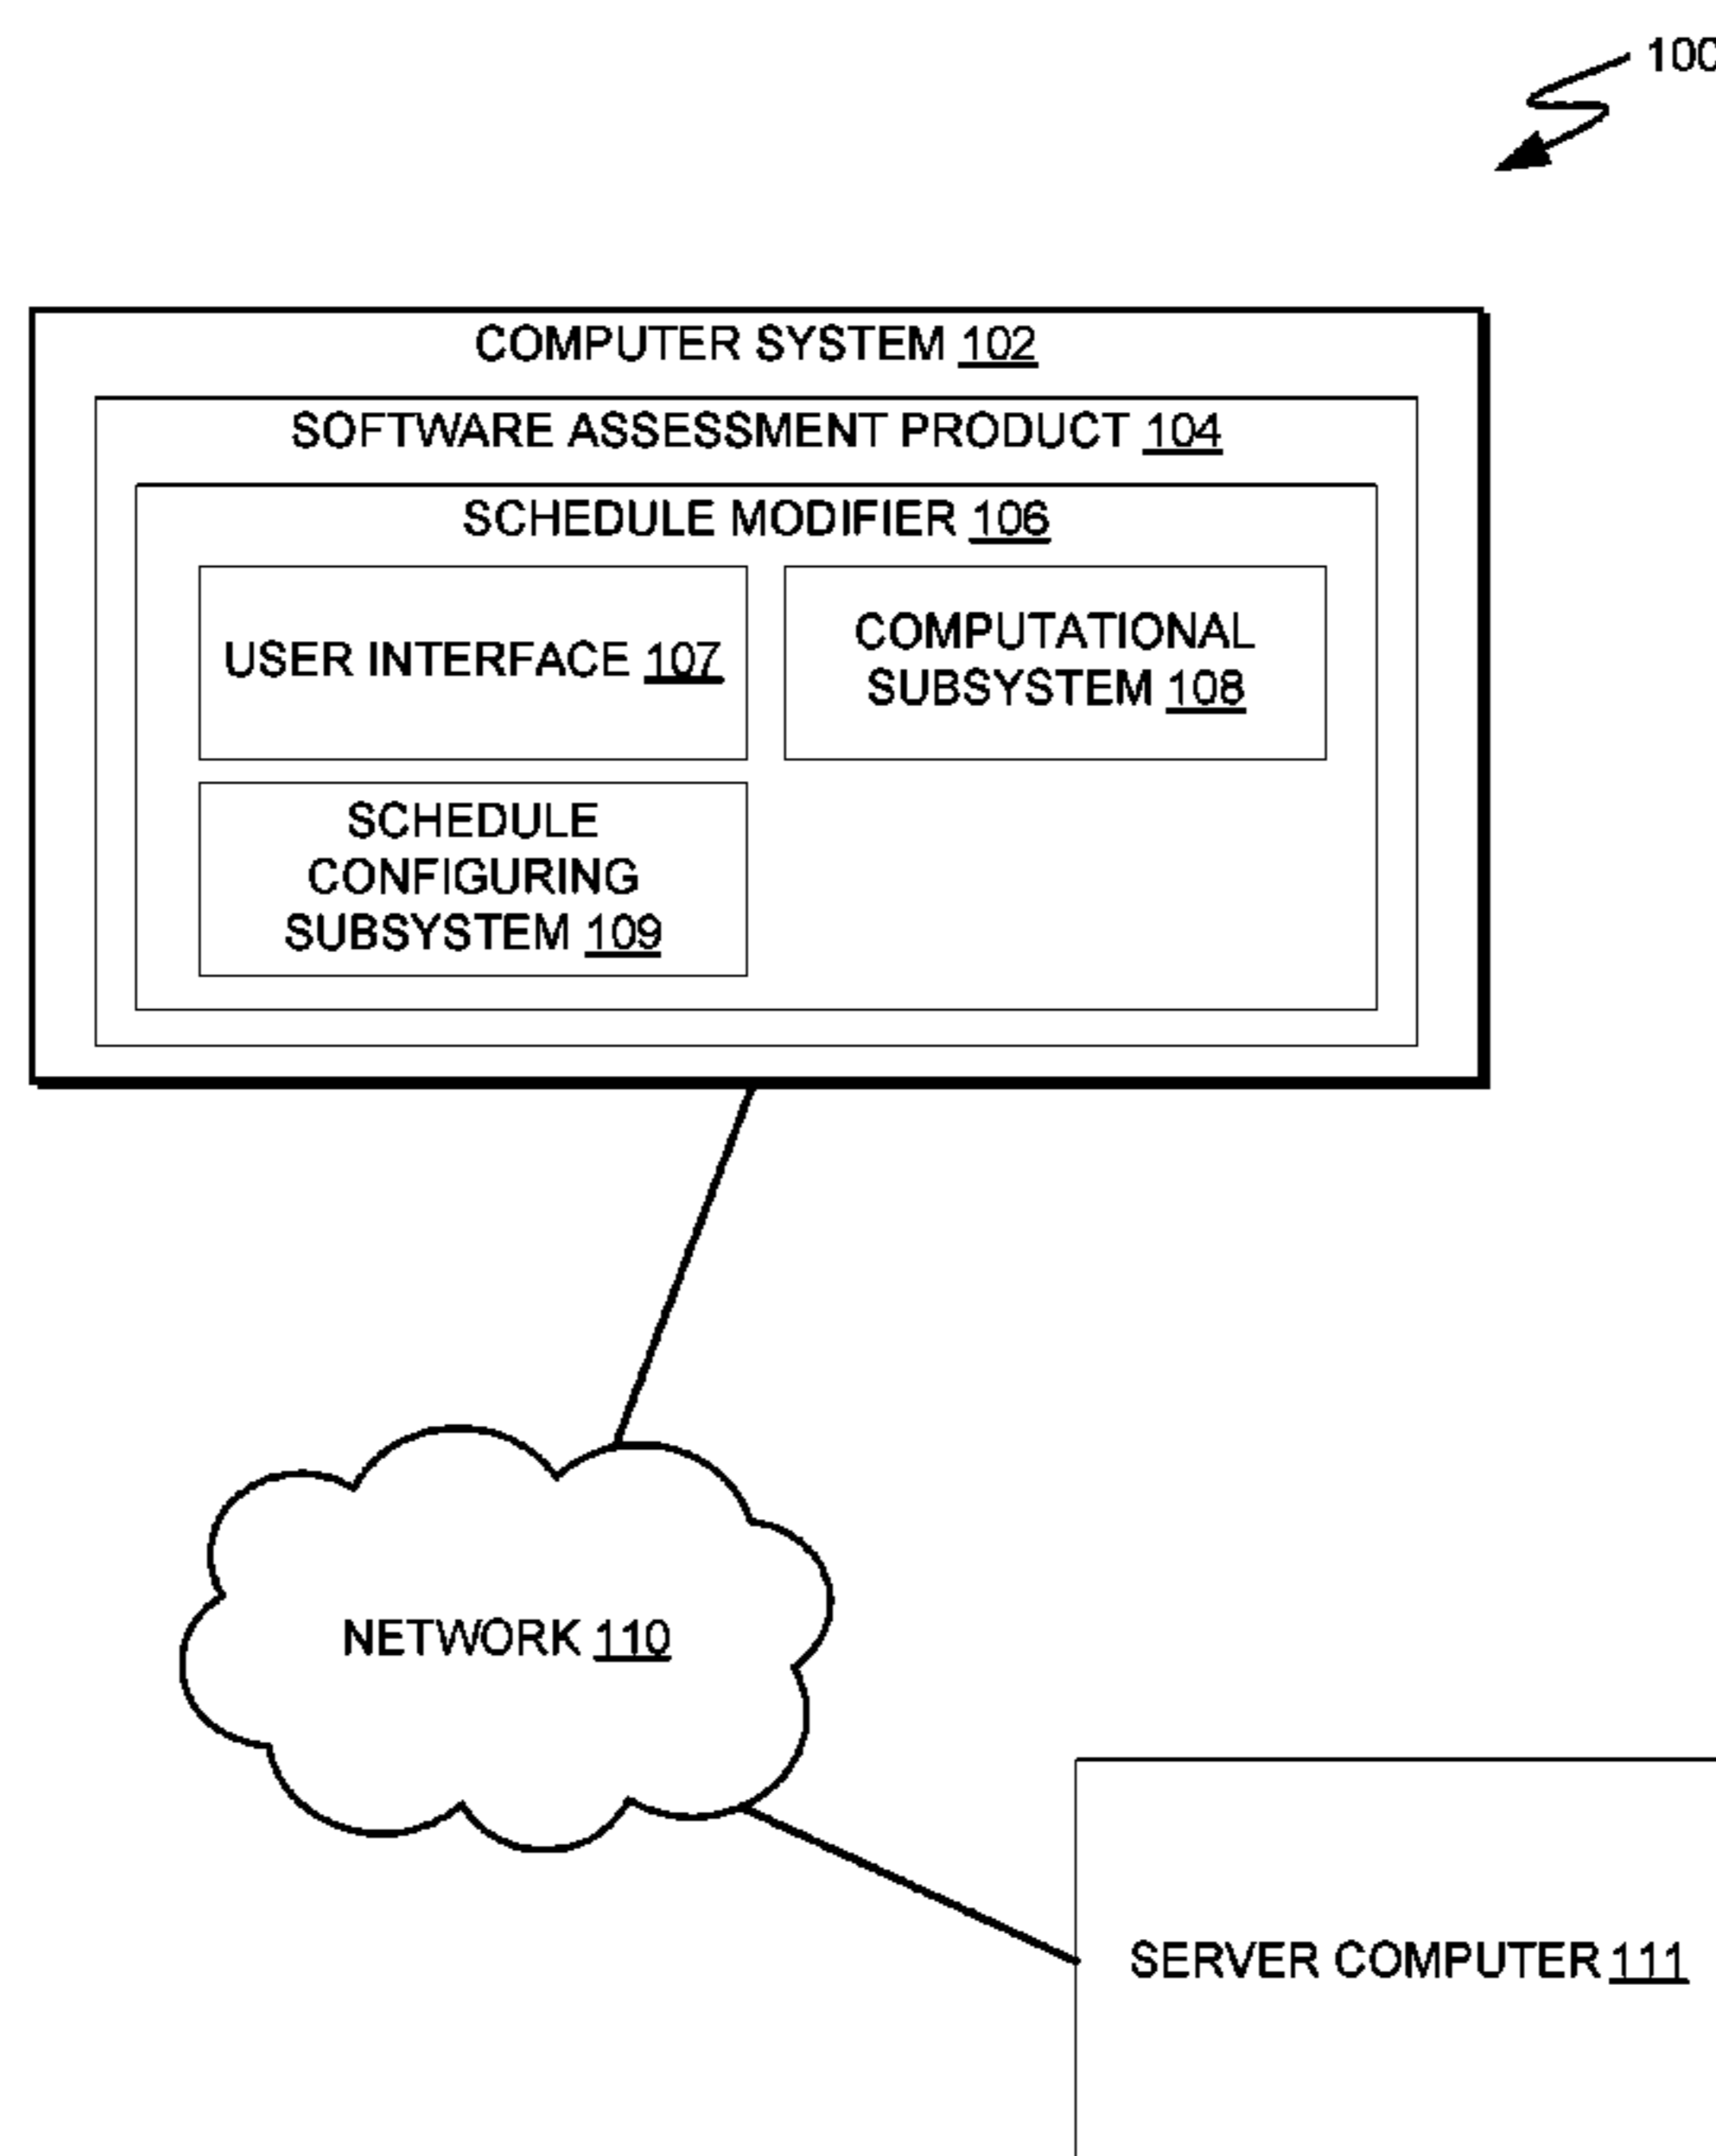 100
COMPUTER SYSTEM 102
SOFTWARE ASSESSMENT PRODUCT 104
SCHEDULE MODIFIER 106
USER INTERFACE 107
COMPUTATIONAL
SUBSYSTEM 108
SCHEDULE
CONFIGURING
SUBSYSTEM 109
NETWORK 110
SERVER COMPUTER 111